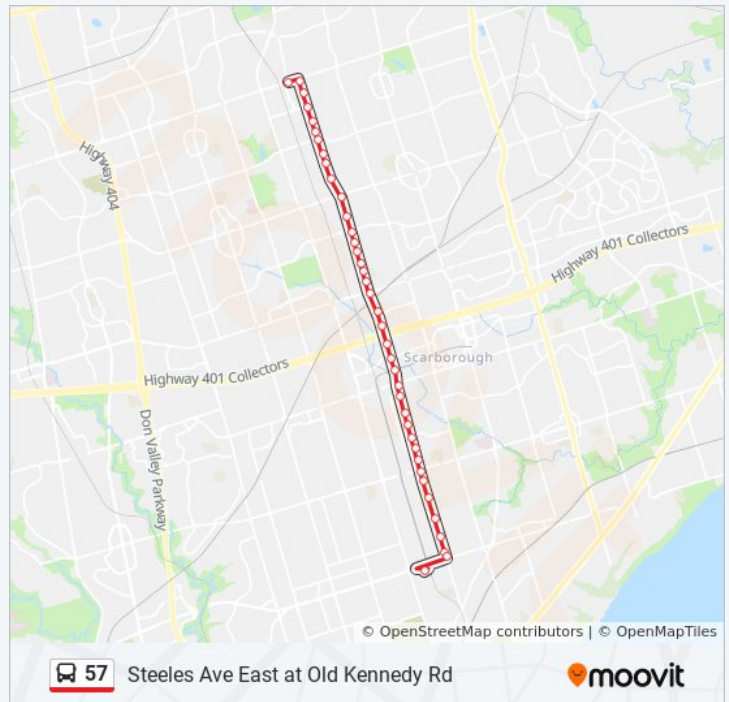 Highway 404
Highway 401 Collectors
Scarborough
Highway 401 Collectors
Don Valley Parkway
© OpenStreetMap contributors | © OpenMapTiles
57 Steeles Ave East at Old Kennedy Rd
moovit